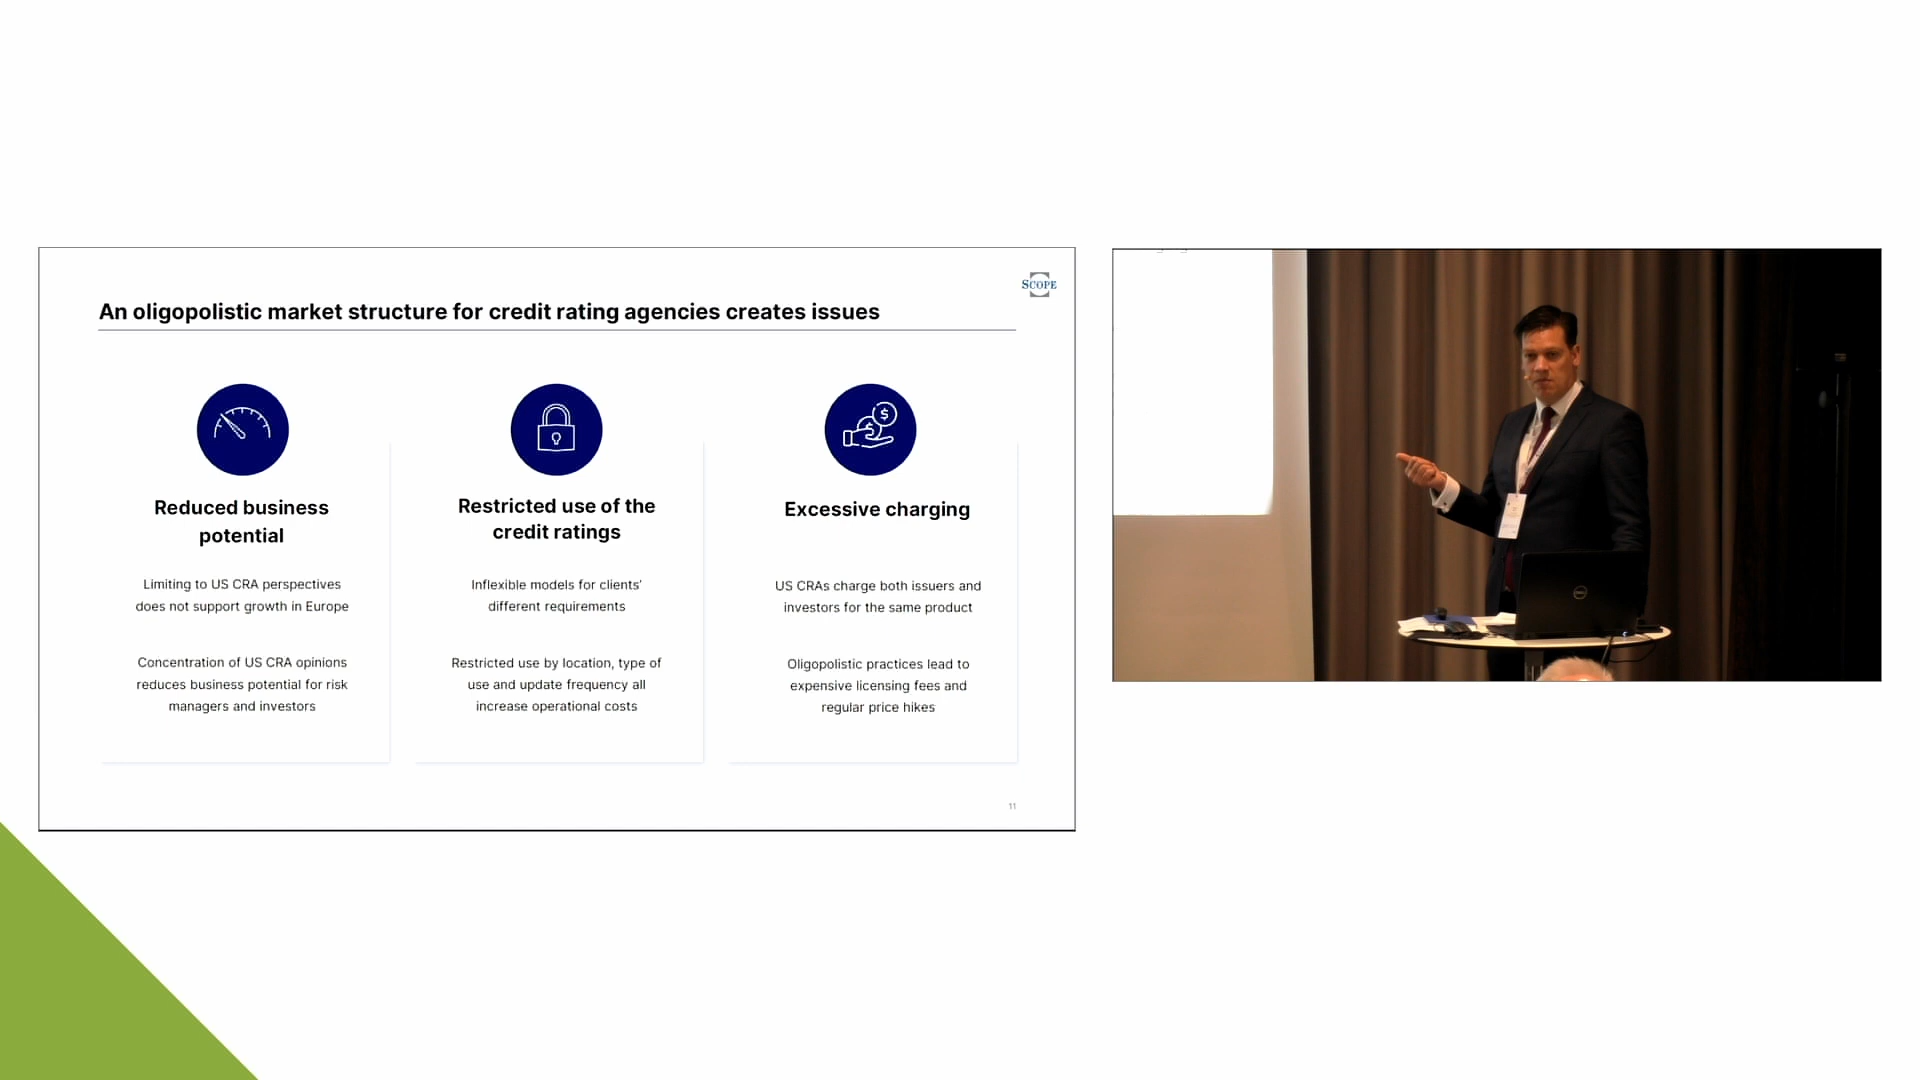 SCOPE
An oligopolistic market structure for credit rating agencies creates issues
Reduced business
potential
Limiting to US CRA perspectives
does not support growth in Europe
Concentration of US CRA opinions
reduces business potential for risk
managers and investors
Restricted use of the
credit ratings
Inflexible models for clients'
different requirements
Restricted use by location, type of
use and update frequency all
increase operational costs
Excessive charging
US CRAs charge both issuers and
investors for the same product
Oligopolistic practices lead to
expensive licensing fees and
regular price hikes
11